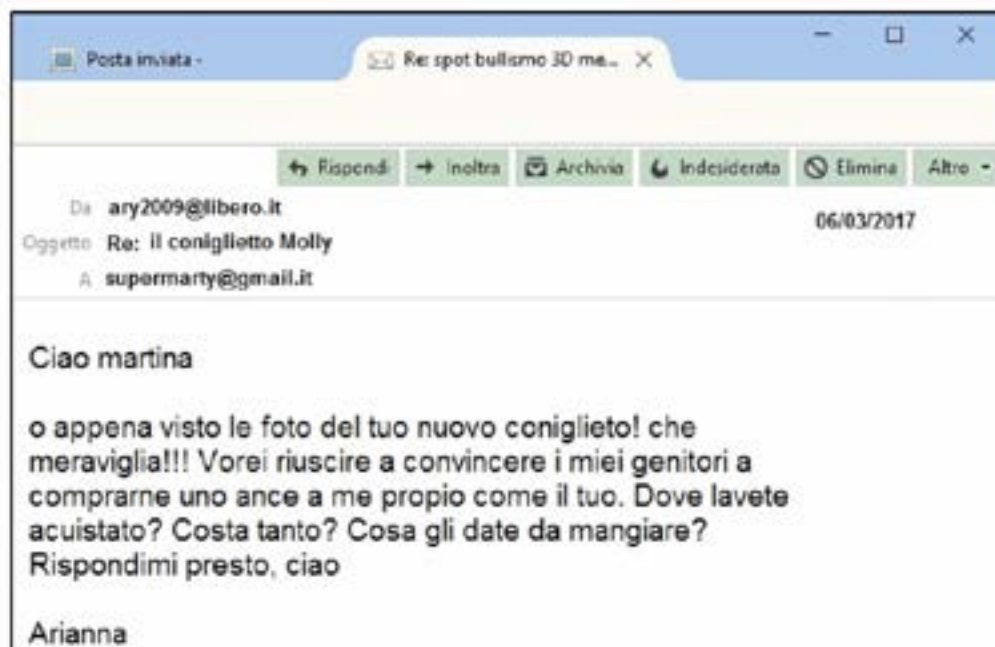 Posta inviata -
Re: spot bullismo 3D me...
Rispondi Inoltra Archivia Indesiderata Elimina Altro
Da ary2009@libero.it
06/03/2017
Oggetto Re: il coniglietto Molly
A supermarty@gmail.it
Ciao martina
o appena visto le foto del tuo nuovo coniglieto! che
meraviglia!!! Vorei riuscire a convincere i miei genitori a
comprarne uno ance a me propio come il tuo. Dove lavete
acuistato? Costa tanto? Cosa gli date da mangiare?
Rispondimi presto, ciao
Arianna